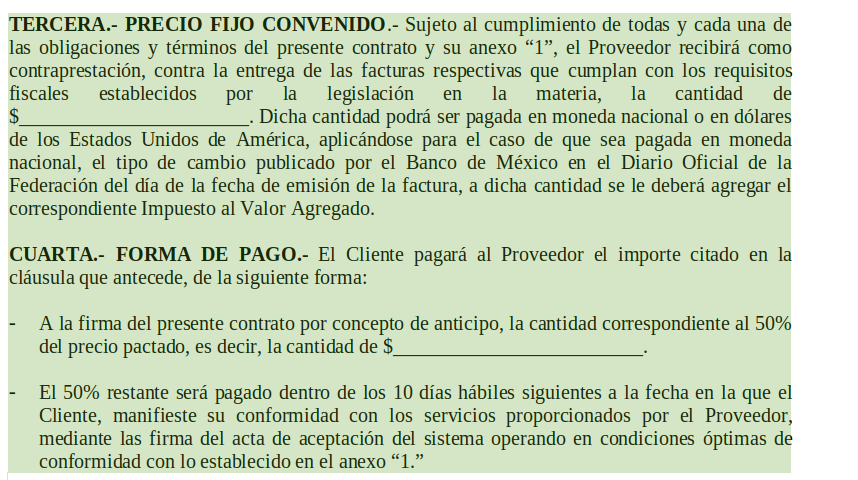 TERCERA.- PRECIO FIJO CONVENIDO.- Sujeto al cumplimiento de todas y cada una de
las obligaciones y términos del presente contrato y su anexo “1”, el Proveedor recibirá como
contraprestación, contra la entrega de las facturas respectivas que cumplan con los requisitos
fiscales establecidos por la legislación en la materia, la cantidad de
$_______________________. Dicha cantidad podrá ser pagada en moneda nacional o en dólares
de los Estados Unidos de América, aplicándose para el caso de que sea pagada en moneda
nacional, el tipo de cambio publicado por el Banco de México en el Diario Oficial de la
Federación del día de la fecha de emisión de la factura, a dicha cantidad se le deberá agregar el
correspondiente Impuesto al Valor Agregado.
CUARTA.- FORMA DE PAGO.- El Cliente pagará al Proveedor el importe citado en la
cláusula que antecede, de la siguiente forma:
- A la firma del presente contrato por concepto de anticipo, la cantidad correspondiente al 50%
del precio pactado, es decir, la cantidad de $_________________________.
- El 50% restante será pagado dentro de los 10 días hábiles siguientes a la fecha en la que el
Cliente, manifieste su conformidad con los servicios proporcionados por el Proveedor,
mediante las firma del acta de aceptación del sistema operando en condiciones óptimas de
conformidad con lo establecido en el anexo “1.”